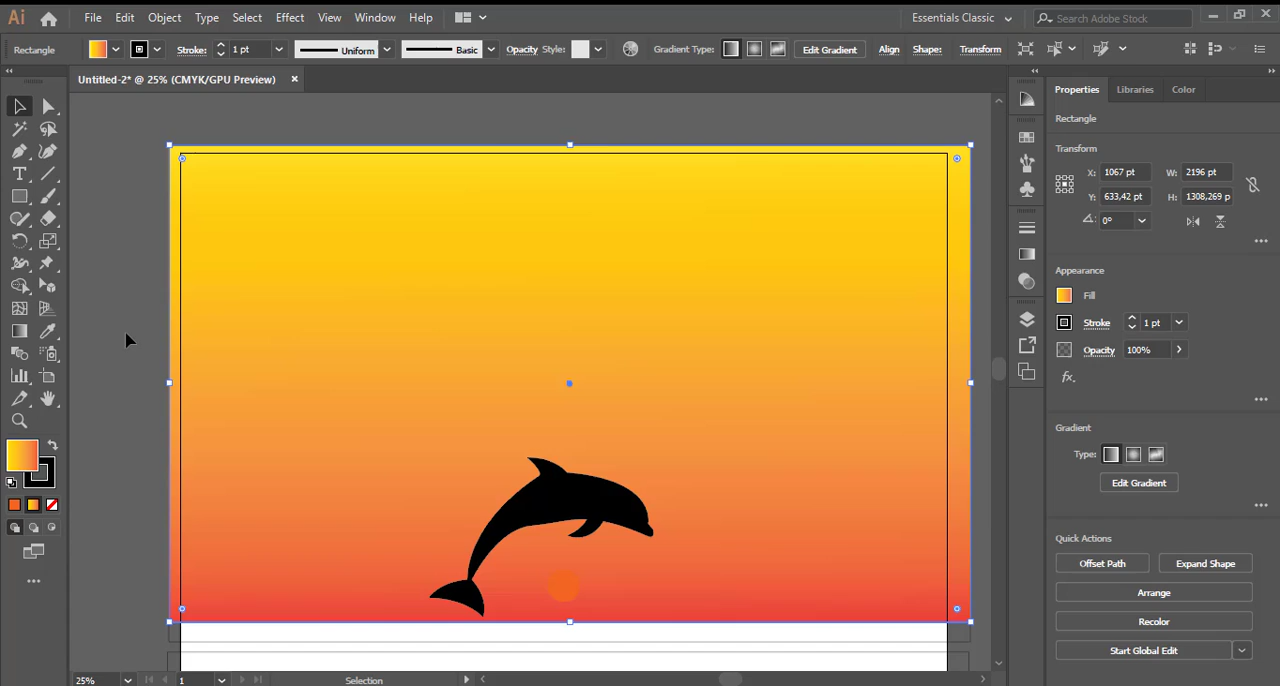 Ai File Edit Object Type Select Effect View Window Help Essentials Classic Search Adobe Stock
Rectangle Stroke: 1 pt Uniform Basic Opacity Style: Gradient Type: Edit Gradient Align Shape: Transform
Untitled-2* @ 25% (CMYK/GPU Preview)
Properties Libraries Color
Rectangle
Transform
X: 1067 pt W: 2196 pt
Y: 633,42 pt H: 1308,269 p
0°
Appearance
Fill
Stroke 1 pt
Opacity 100%
fx.
Gradient
Type:
Edit Gradient
Quick Actions
Offset Path Expand Shape
Arrange
Recolor
Start Global Edit
25% 1 Selection